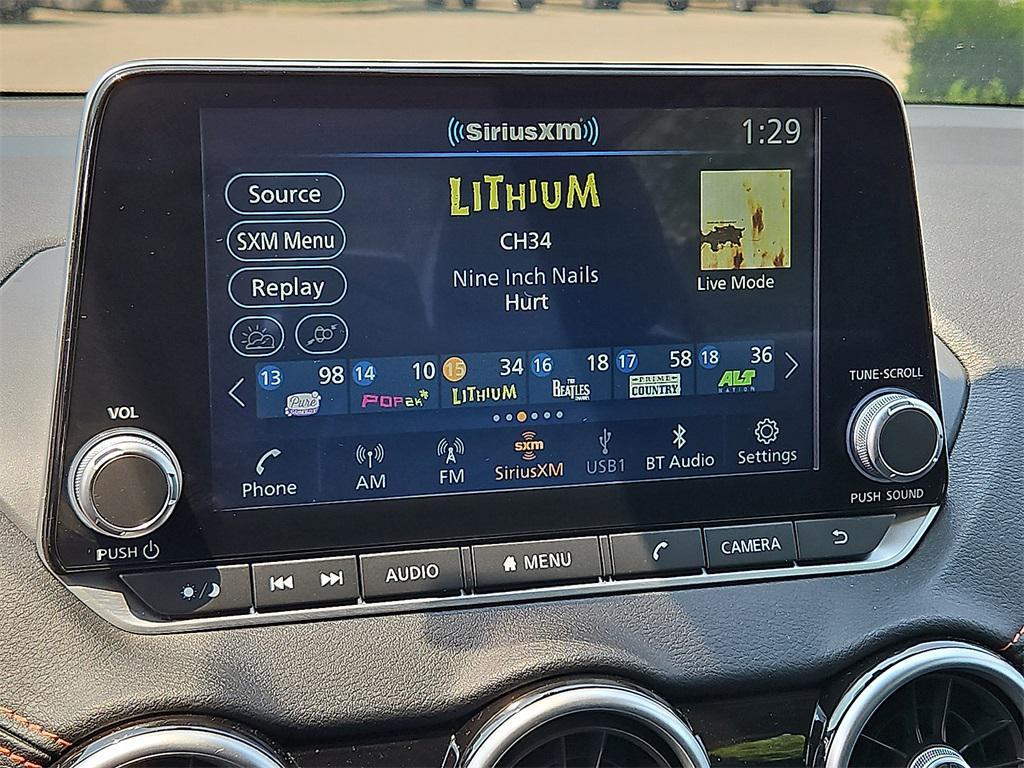 SiriusXM
1:29
Source
SXM Menu
Replay
LITHIUM
CH34
Nine Inch Nails
Hurt
Live Mode
13 98 14 10 15 34 16 18 17 58 18 36
Pure
POP2K
LITHIUM
THE
BEATLES
CHANNEL
PRIME
COUNTRY
ALT
NATION
sxm
Phone AM FM SiriusXM USB1 BT Audio Settings
VOL
PUSH
TUNE·SCROLL
PUSH SOUND
AUDIO
MENU
CAMERA